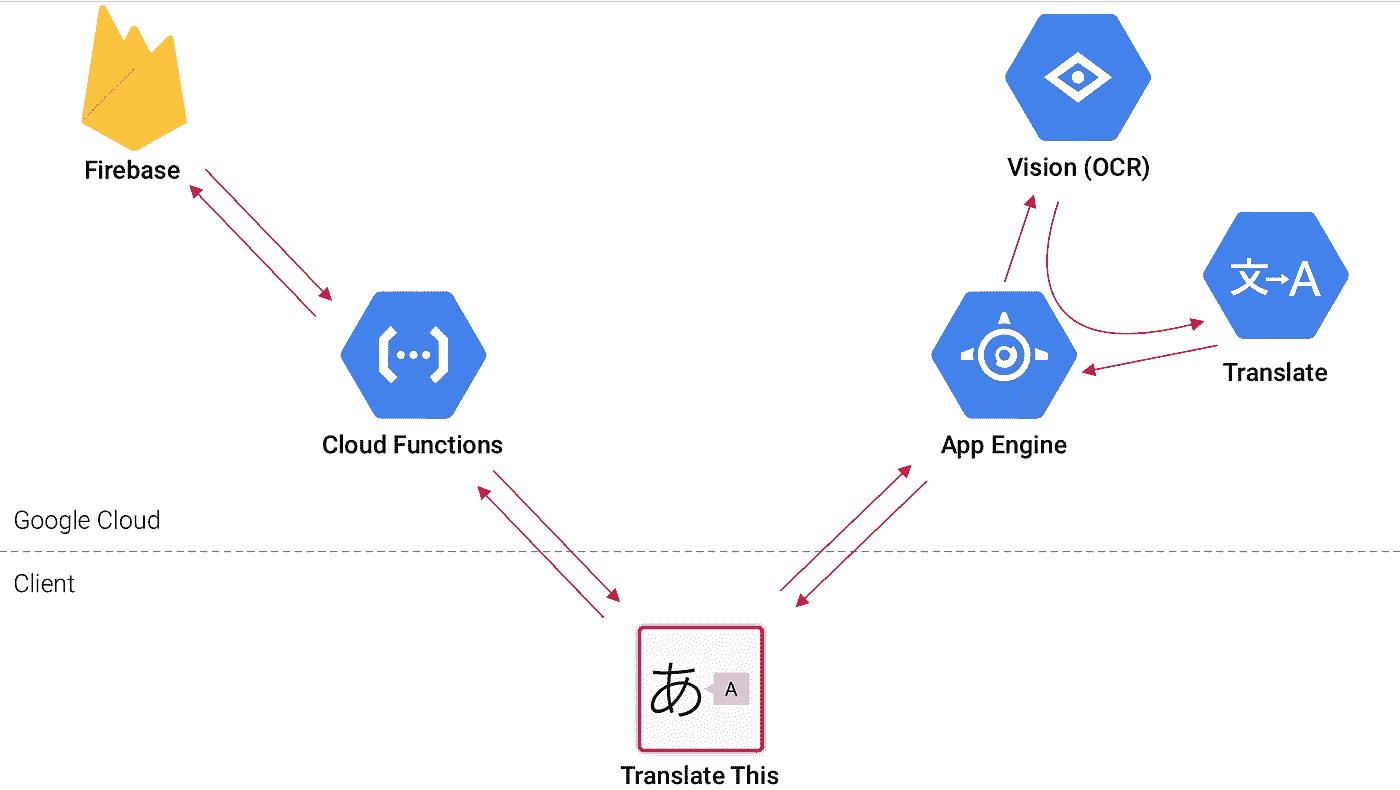 Firebase
Vision (OCR)
文→A
Translate
Cloud Functions
App Engine
Google Cloud
Client
あ A
Translate This